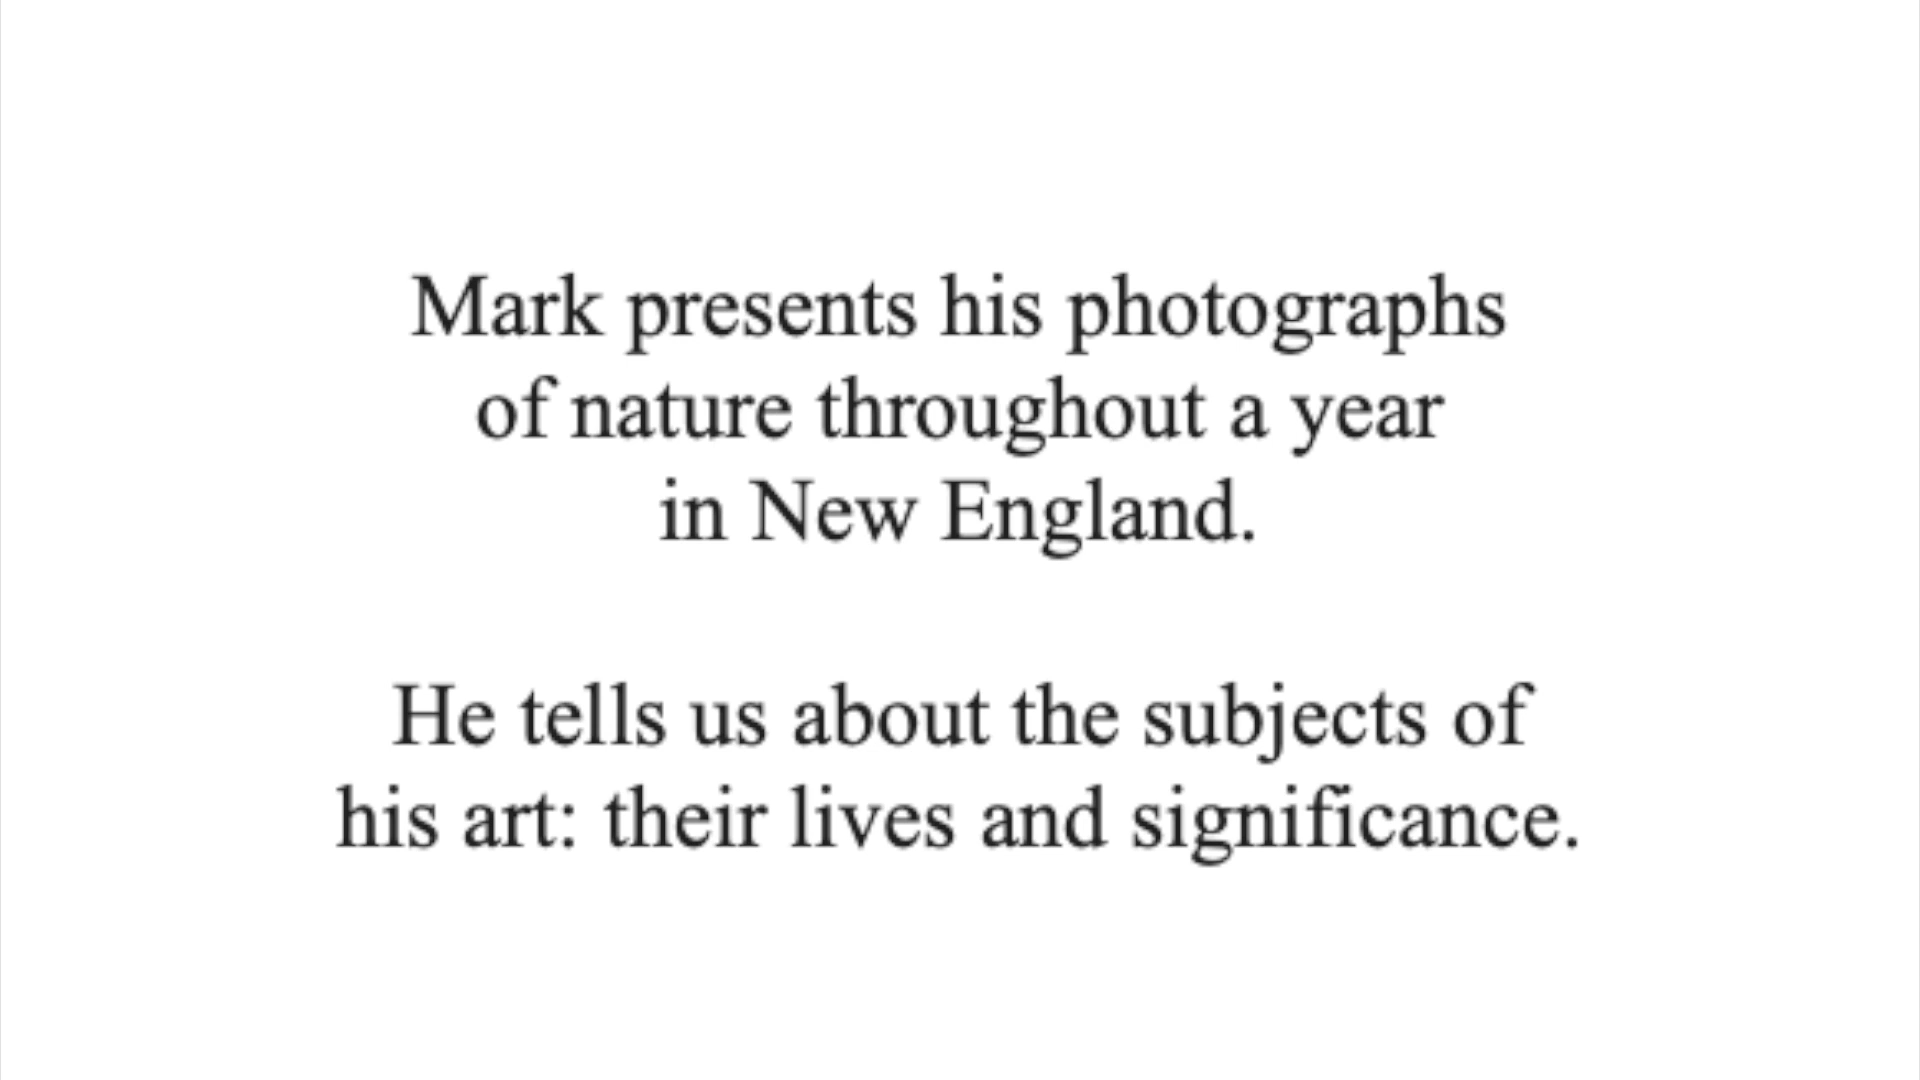 Mark presents his photographs
of nature throughout a year
in New England.
He tells us about the subjects of
his art: their lives and significance.